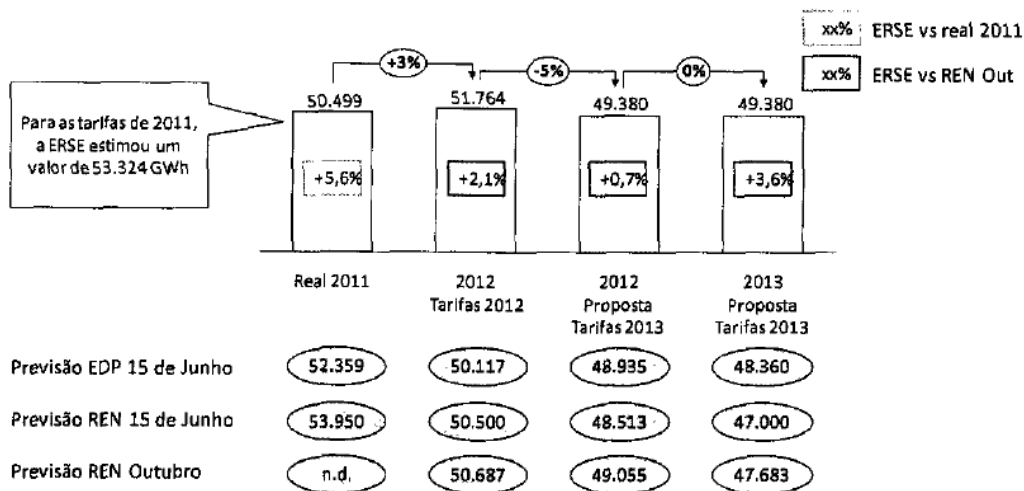 xx% ERSE vs real 2011
+3%
-5%
0%
xx% ERSE vs REN Out
50.499 51.764 49.380 49.380
Para as tarifas de 2011,
a ERSE estimou um
valor de 53.324 GWh
+5,6% +2,1% +0,7% +3,6%
Real 2011 2012 2012 2013
Tarifas 2012 Proposta Proposta
Tarifas 2013 Tarifas 2013
Previsão EDP 15 de Junho 52.359 50.117 48.935 48.360
Previsão REN 15 de Junho 53.950 50.500 48.513 47.000
Previsão REN Outubro n.d. 50.687 49.055 47.683